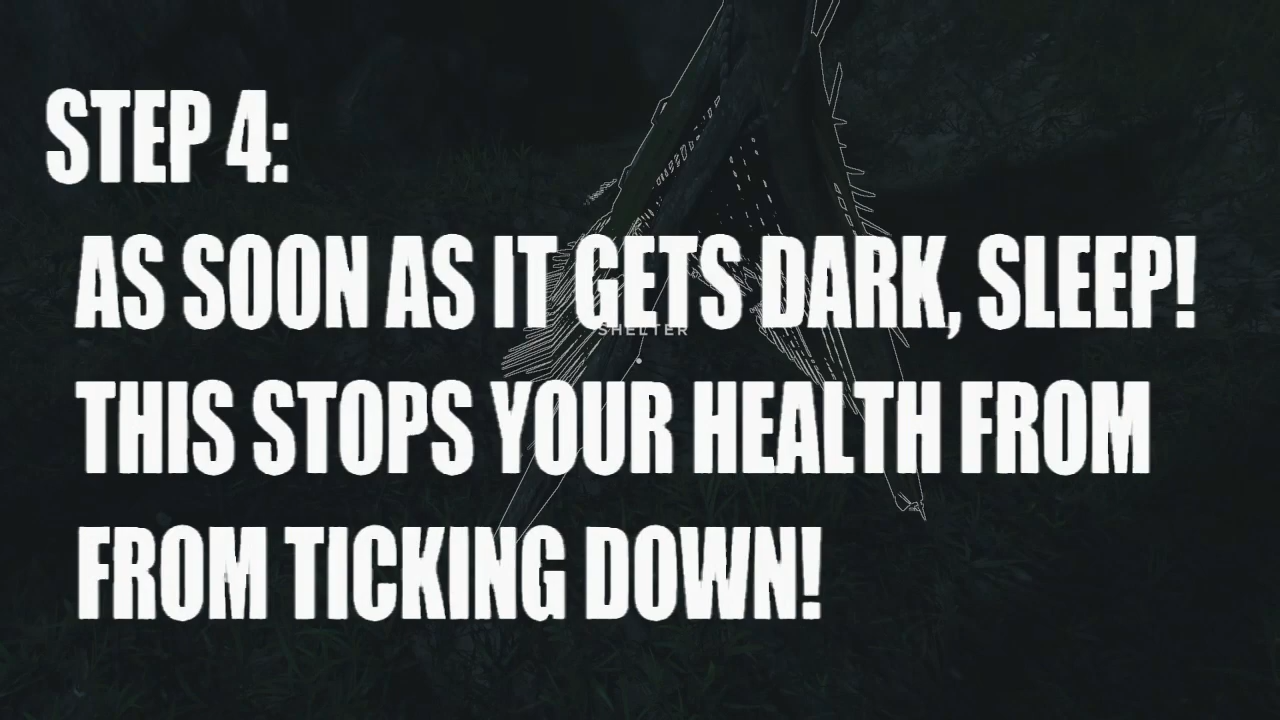 STEP 4:
AS SOON AS IT GETS DARK, SLEEP!
SHELTER
THIS STOPS YOUR HEALTH FROM
FROM TICKING DOWN!